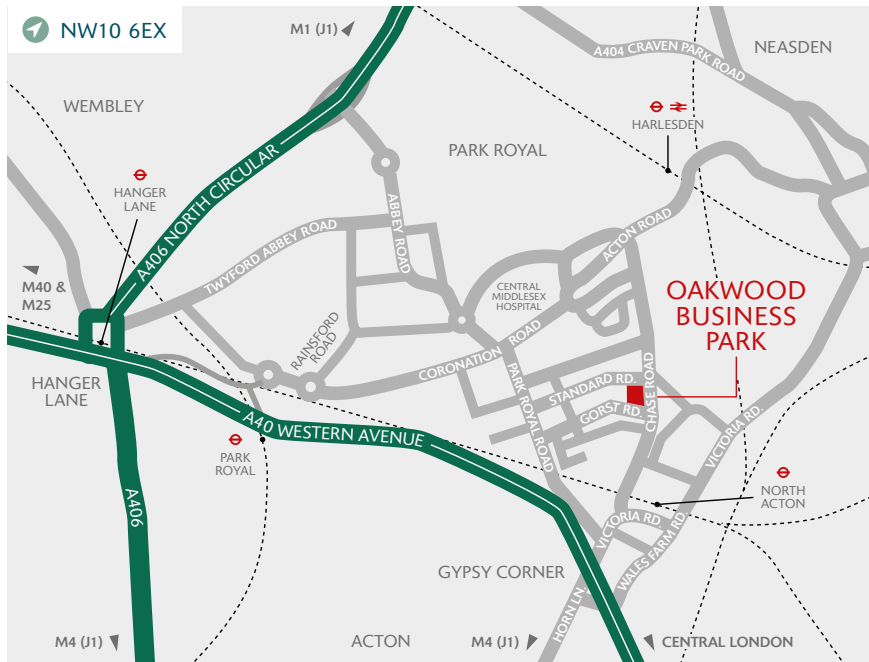 NW10 6EX
M1 (J1)
A404 CRAVEN PARK ROAD
NEASDEN
WEMBLEY
HARLESDEN
PARK ROYAL
HANGER
LANE
A406 NORTH CIRCULAR
ABBEY ROAD
TWYFORD ABBEY ROAD
ACTON ROAD
M40 &
M25
CENTRAL
MIDDLESEX
HOSPITAL
OAKWOOD
BUSINESS
PARK
RAINSFORD
ROAD
CORONATION ROAD
HANGER
LANE
PARK ROYAL ROAD
STANDARD RD.
GORST RD.
CHASE ROAD
VICTORIA RD.
A40 WESTERN AVENUE
PARK
ROYAL
NORTH
ACTON
A406
VICTORIA RD.
WALES FARM RD.
GYPSY CORNER
HORN LN.
M4 (J1)
ACTON
M4 (J1)
CENTRAL LONDON